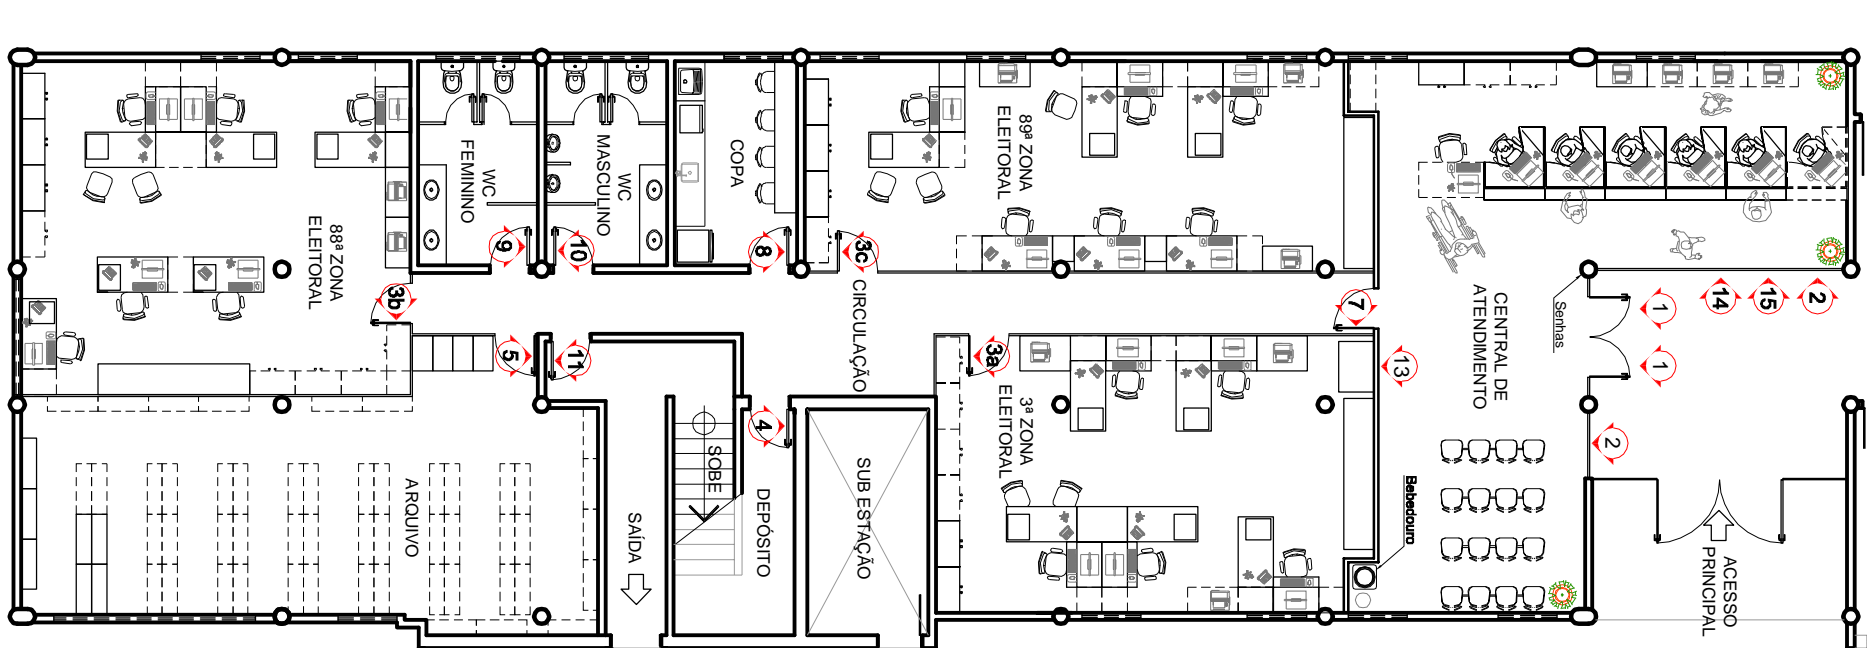 88ª ZONA
ELEITORAL
WC
FEMININO
WC
MASCULINO
COPA
89ª ZONA
ELEITORAL
CENTRAL DE
ATENDIMENTO
CIRCULAÇÃO
3ª ZONA
ELEITORAL
ARQUIVO
SAÍDA
SOBE
DEPÓSITO
SUB ESTAÇÃO
Senhas
Bebedouro
ACESSO
PRINCIPAL
9
10
8
3c
3b
5
11
4
3a
7
13
14
15
2
1
1
2